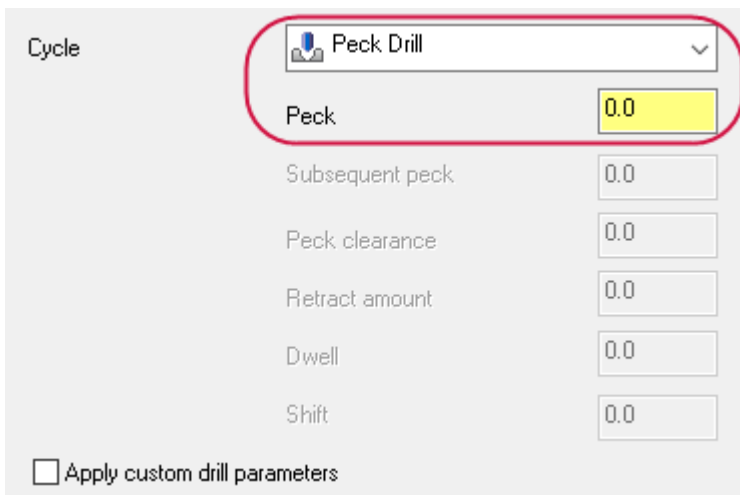 Cycle Peck Drill
Peck 0.0
Subsequent peck 0.0
Peck clearance 0.0
Retract amount 0.0
Dwell 0.0
Shift 0.0
Apply custom drill parameters